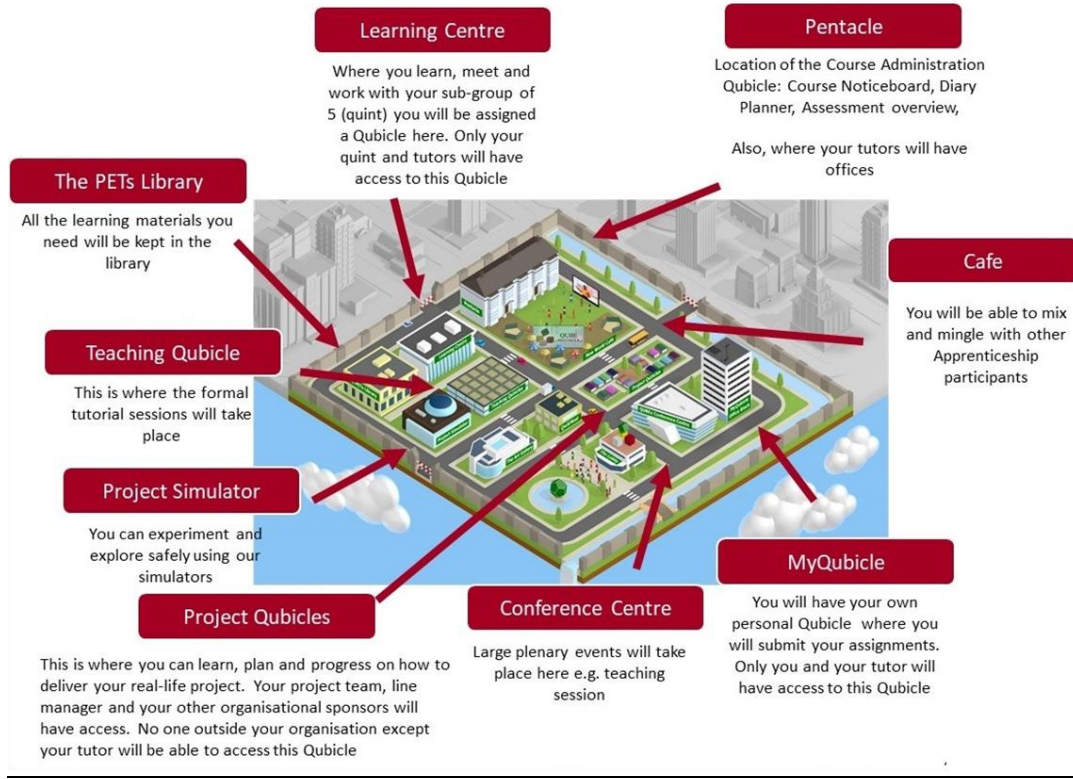 Learning Centre
Where you learn, meet and
work with your sub-group of
5 (quint) you will be assigned
a Qubicle here. Only your
quint and tutors will have
access to this Qubicle
Pentacle
Location of the Course Administration
Qubicle: Course Noticeboard, Diary
Planner, Assessment overview,
Also, where your tutors will have
offices
The PETs Library
All the learning materials you
need will be kept in the
library
Cafe
You will be able to mix
and mingle with other
Apprenticeship
participants
Teaching Qubicle
This is where the formal
tutorial sessions will take
place
Project Simulator
You can experiment and
explore safely using our
simulators
Project Qubicles
This is where you can learn, plan and progress on how to
deliver your real-life project. Your project team, line
manager and your other organisational sponsors will
have access. No one outside your organisation except
your tutor will be able to access this Qubicle
Conference Centre
Large plenary events will take
place here e.g. teaching
session
MyQubicle
You will have your own
personal Qubicle where you
will submit your assignments.
Only you and your tutor will
have access to this Qubicle
QUBE